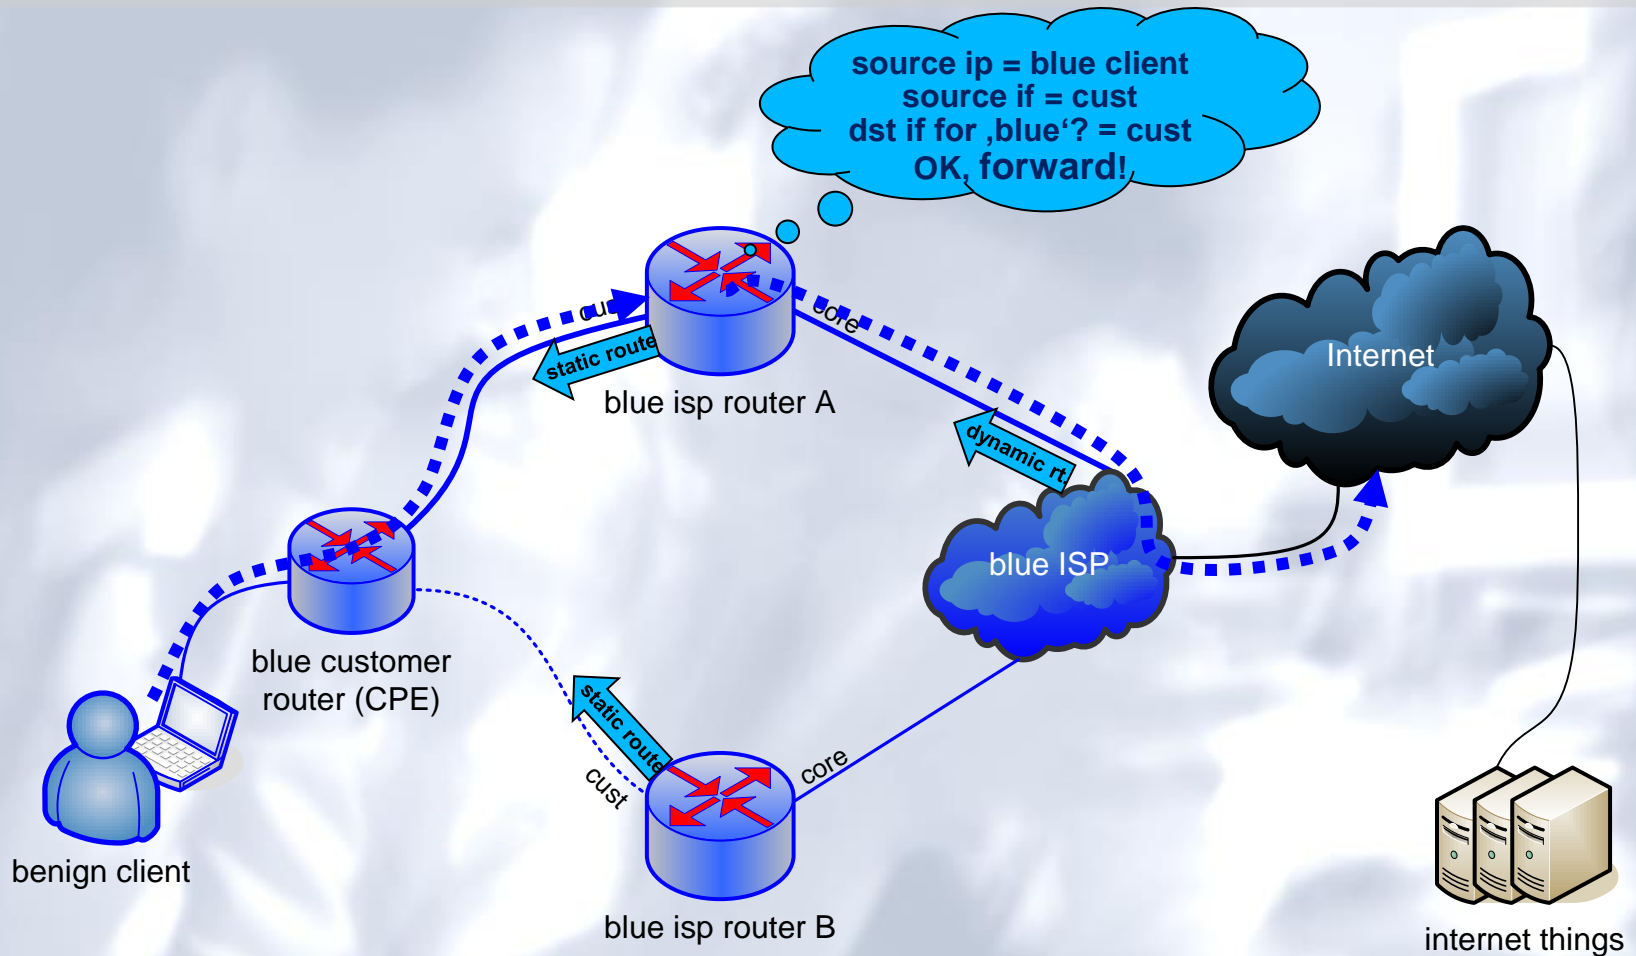 source ip = blue client
source if = cust
dst if for ‚blue‘? = cust
OK, forward!
cust
core
static route
blue isp router A
Internet
dynamic rt.
blue ISP
blue customer
router (CPE)
static route
cust
core
benign client
blue isp router B
internet things